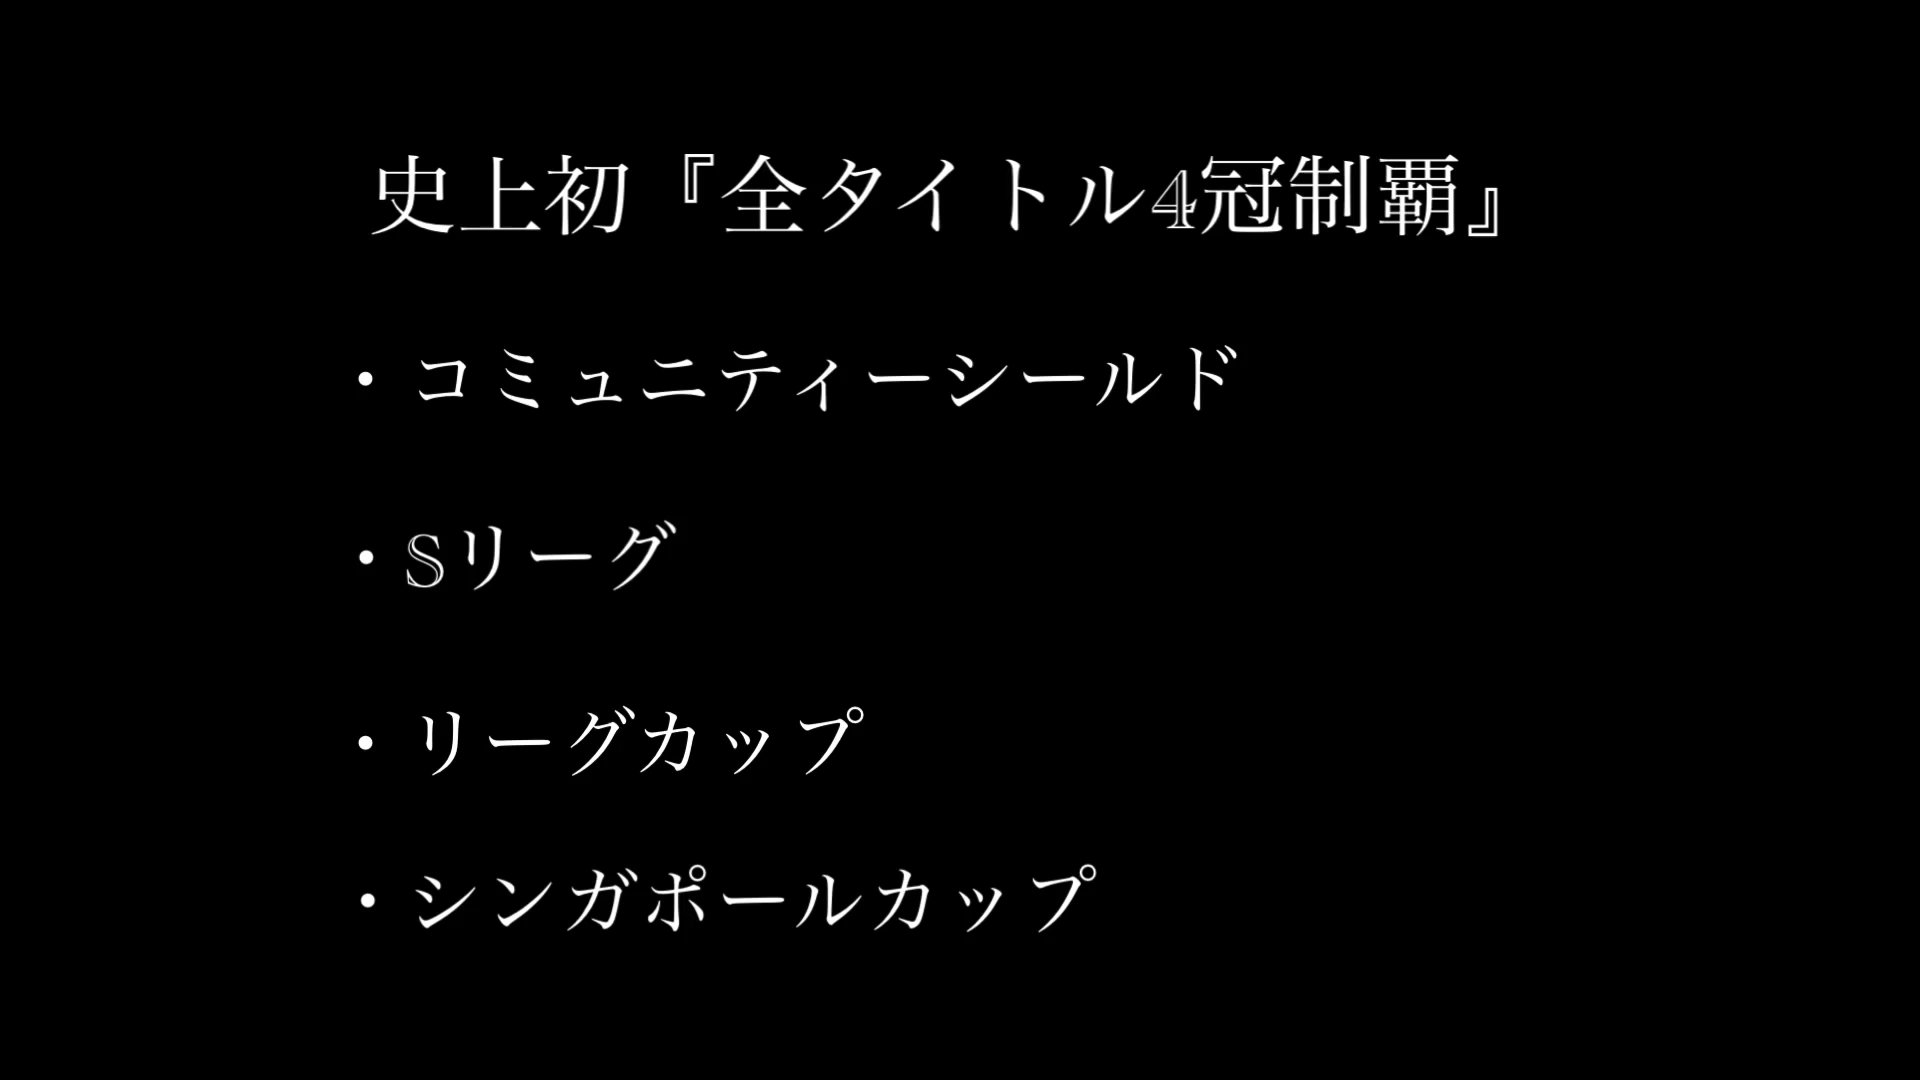 史上初『全タイトル4冠制覇』
・コミュニティーシールド
・Sリーグ
・リーグカップ
・シンガポールカップ